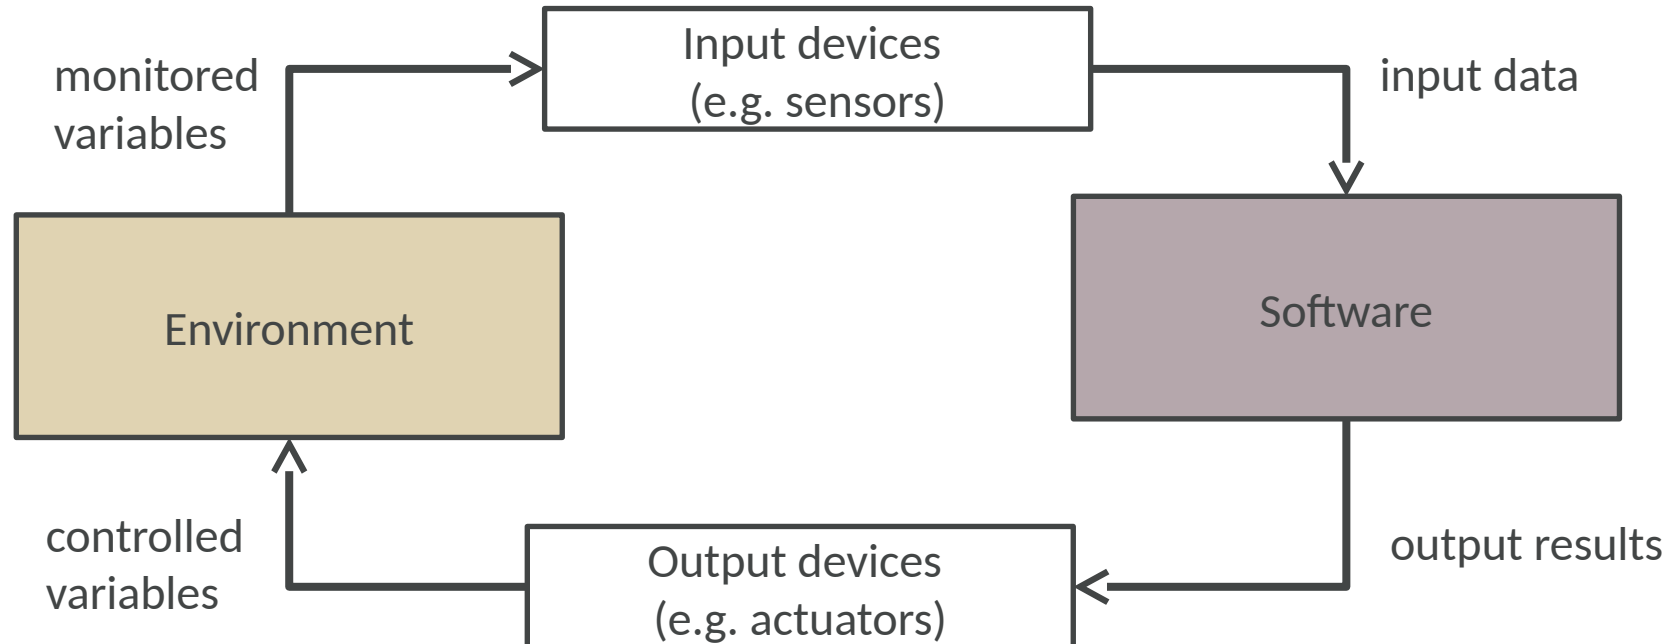 monitored
variables
Input devices
(e.g. sensors)
input data
Environment
Software
controlled
variables
Output devices
(e.g. actuators)
output results